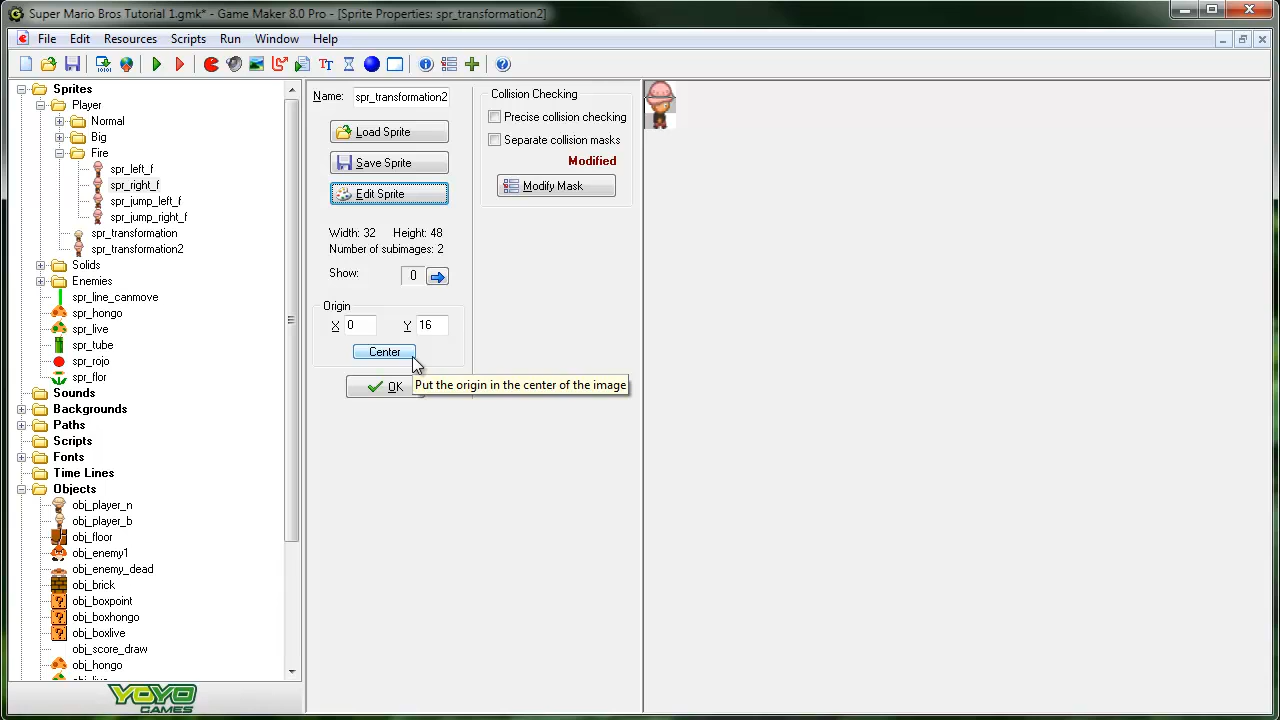 Super Mario Bros Tutorial 1.gmk* - Game Maker 8.0 Pro - [Sprite Properties: spr_transformation2]
File Edit Resources Scripts Run Window Help
Sprites
Player
Normal
Big
Fire
spr_left_f
spr_right_f
spr_jump_left_f
spr_jump_right_f
spr_transformation
spr_transformation2
Solids
Enemies
spr_line_canmove
spr_hongo
spr_live
spr_tube
spr_rojo
spr_flor
Sounds
Backgrounds
Paths
Scripts
Fonts
Time Lines
Objects
obj_player_n
obj_player_b
obj_floor
obj_enemy1
obj_enemy_dead
obj_brick
obj_boxpoint
obj_boxhongo
obj_boxlive
obj_score_draw
obj_hongo
YOYO
GAMES
Name: spr_transformation2
Load Sprite
Save Sprite
Edit Sprite
Width: 32 Height: 48
Number of subimages: 2
Show: 0
Origin
X 0 Y 16
Center
OK
Put the origin in the center of the image
Collision Checking
Precise collision checking
Separate collision masks
Modified
Modify Mask